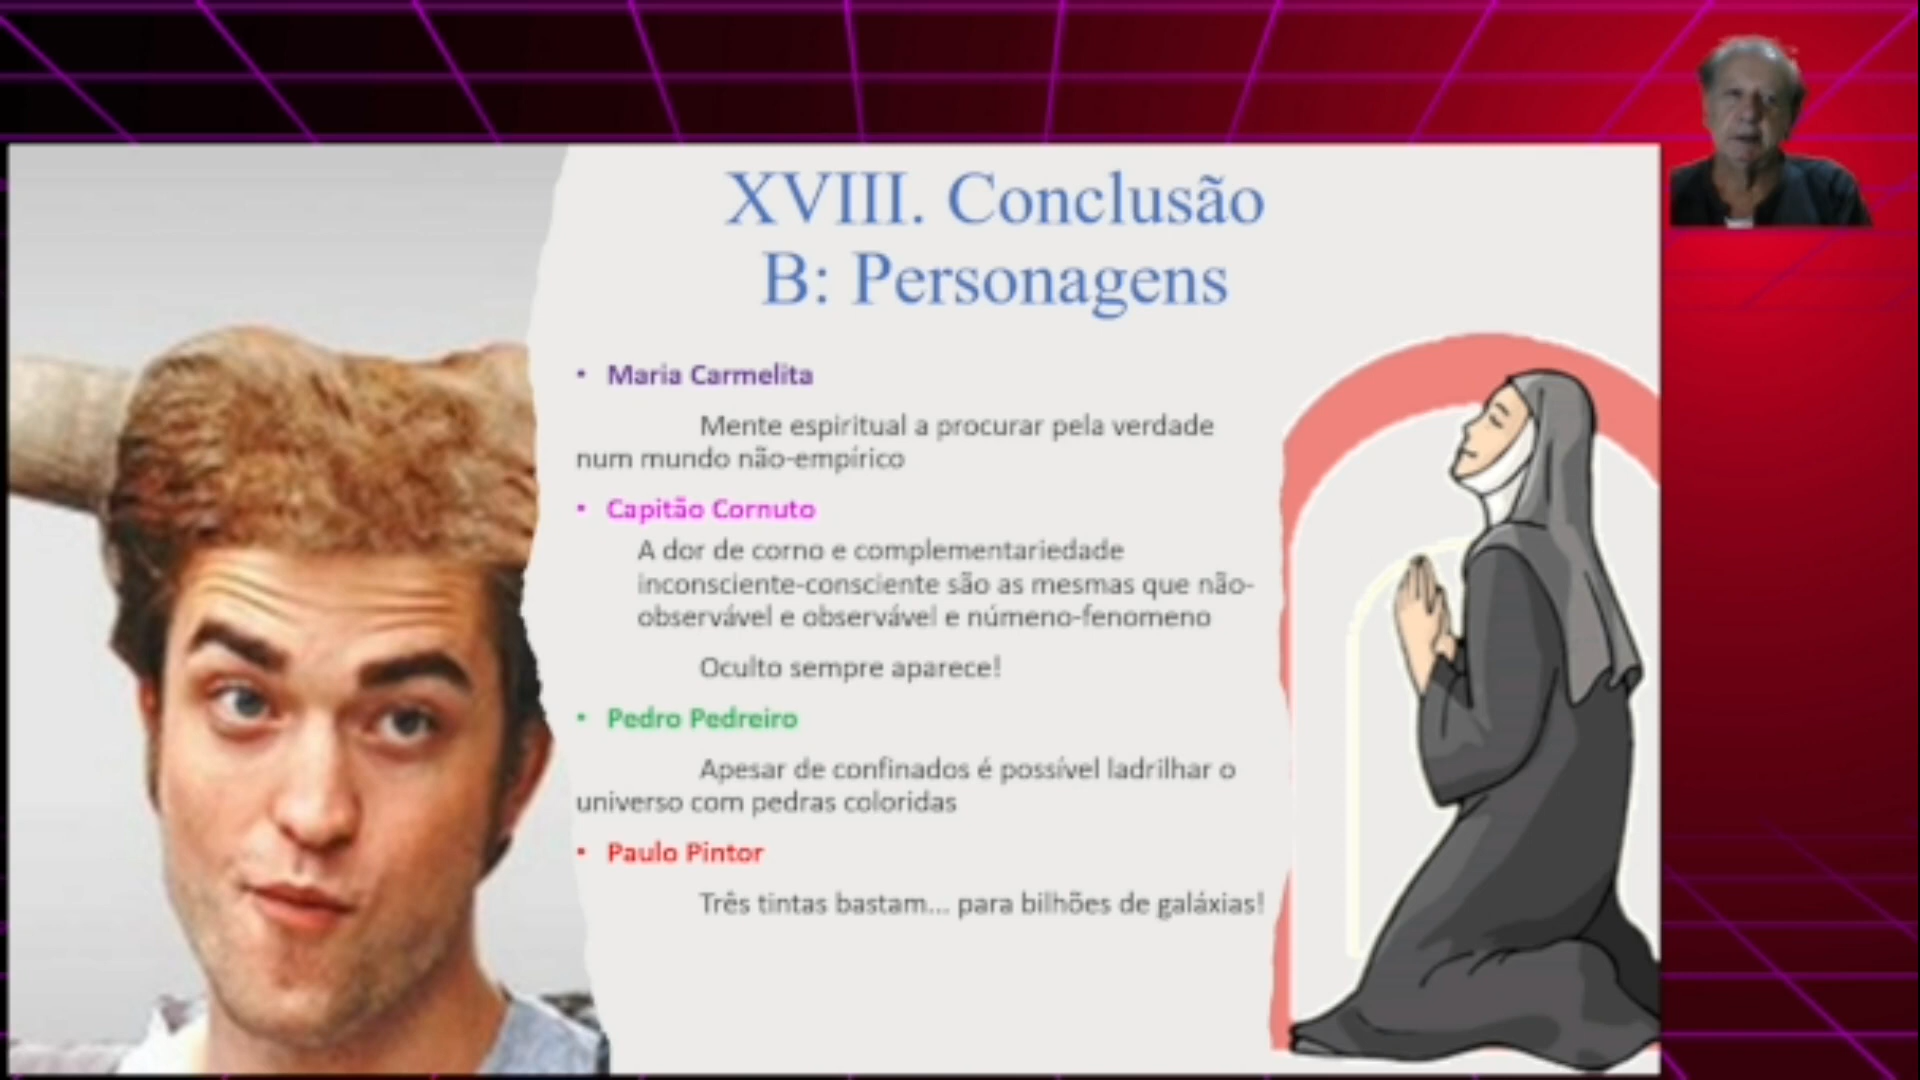 XVIII. Conclusão
B: Personagens
• Maria Carmelita
Mente espiritual a procurar pela verdade
num mundo não-empírico
• Capitão Cornuto
A dor de corno e complementariedade
inconsciente-consciente são as mesmas que não-
observável e observável e númeno-fenomeno
Oculto sempre aparece!
• Pedro Pedreiro
Apesar de confinados é possível ladrilhar o
universo com pedras coloridas
• Paulo Pintor
Três tintas bastam... para bilhões de galáxias!